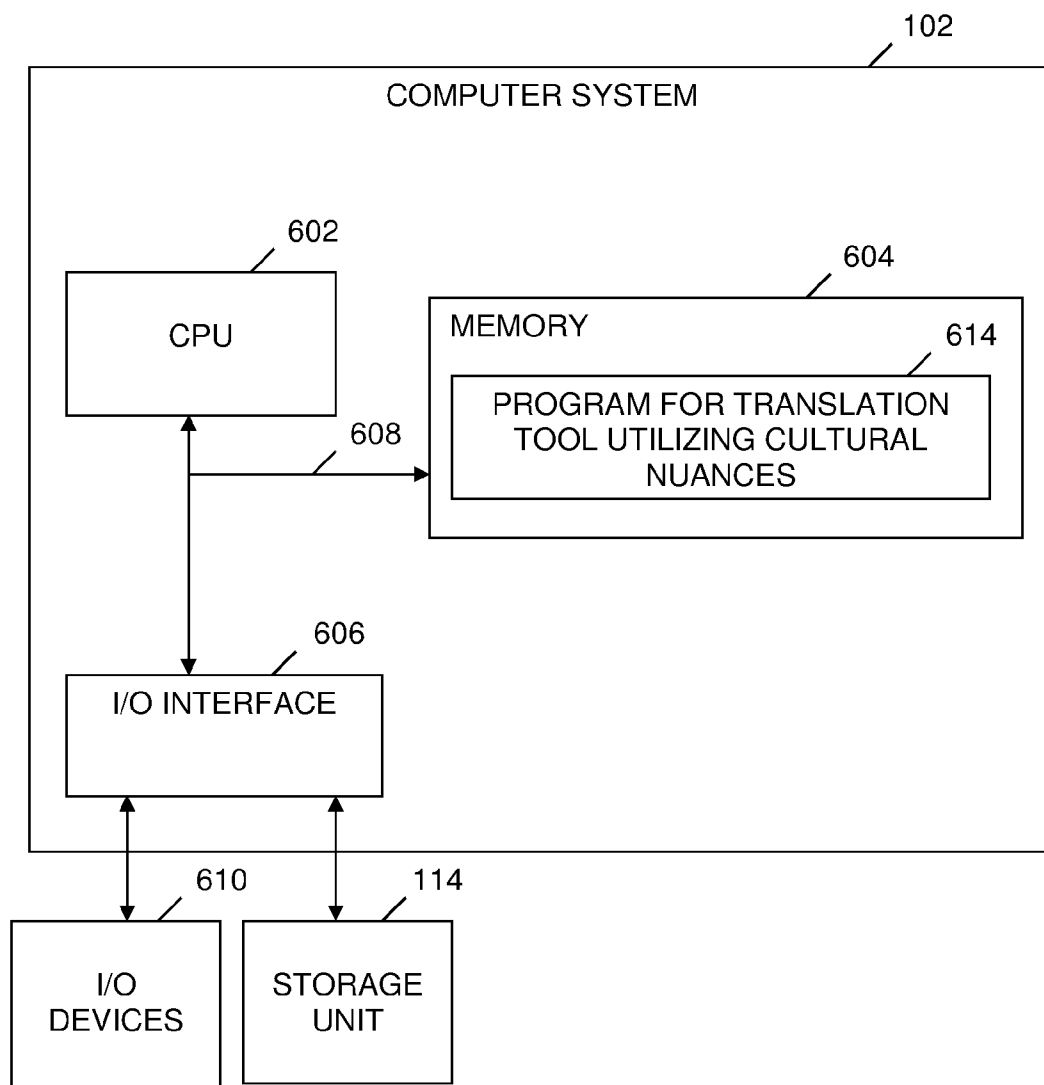 102
COMPUTER SYSTEM
602
CPU
604
MEMORY
614
PROGRAM FOR TRANSLATION
TOOL UTILIZING CULTURAL
NUANCES
608
606
I/O INTERFACE
610
I/O
DEVICES
114
STORAGE
UNIT